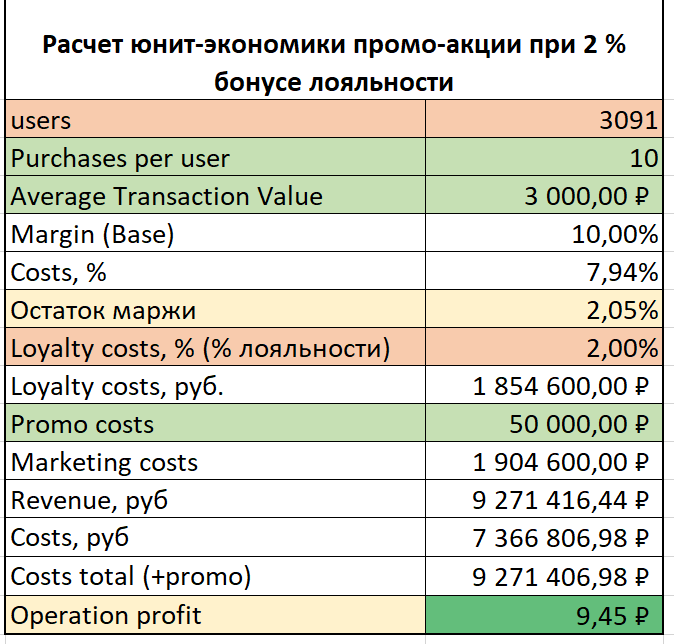 Расчет юнит-экономики промо-акции при 2 %
бонусе лояльности
users 3091
Purchases per user 10
Average Transaction Value 3 000,00 ₽
Margin (Base) 10,00%
Costs, % 7,94%
Остаток маржи 2,05%
Loyalty costs, % (% лояльности) 2,00%
Loyalty costs, руб. 1 854 600,00 ₽
Promo costs 50 000,00 ₽
Marketing costs 1 904 600,00 ₽
Revenue, руб 9 271 416,44 ₽
Costs, руб 7 366 806,98 ₽
Costs total (+promo) 9 271 406,98 ₽
Operation profit 9,45 ₽